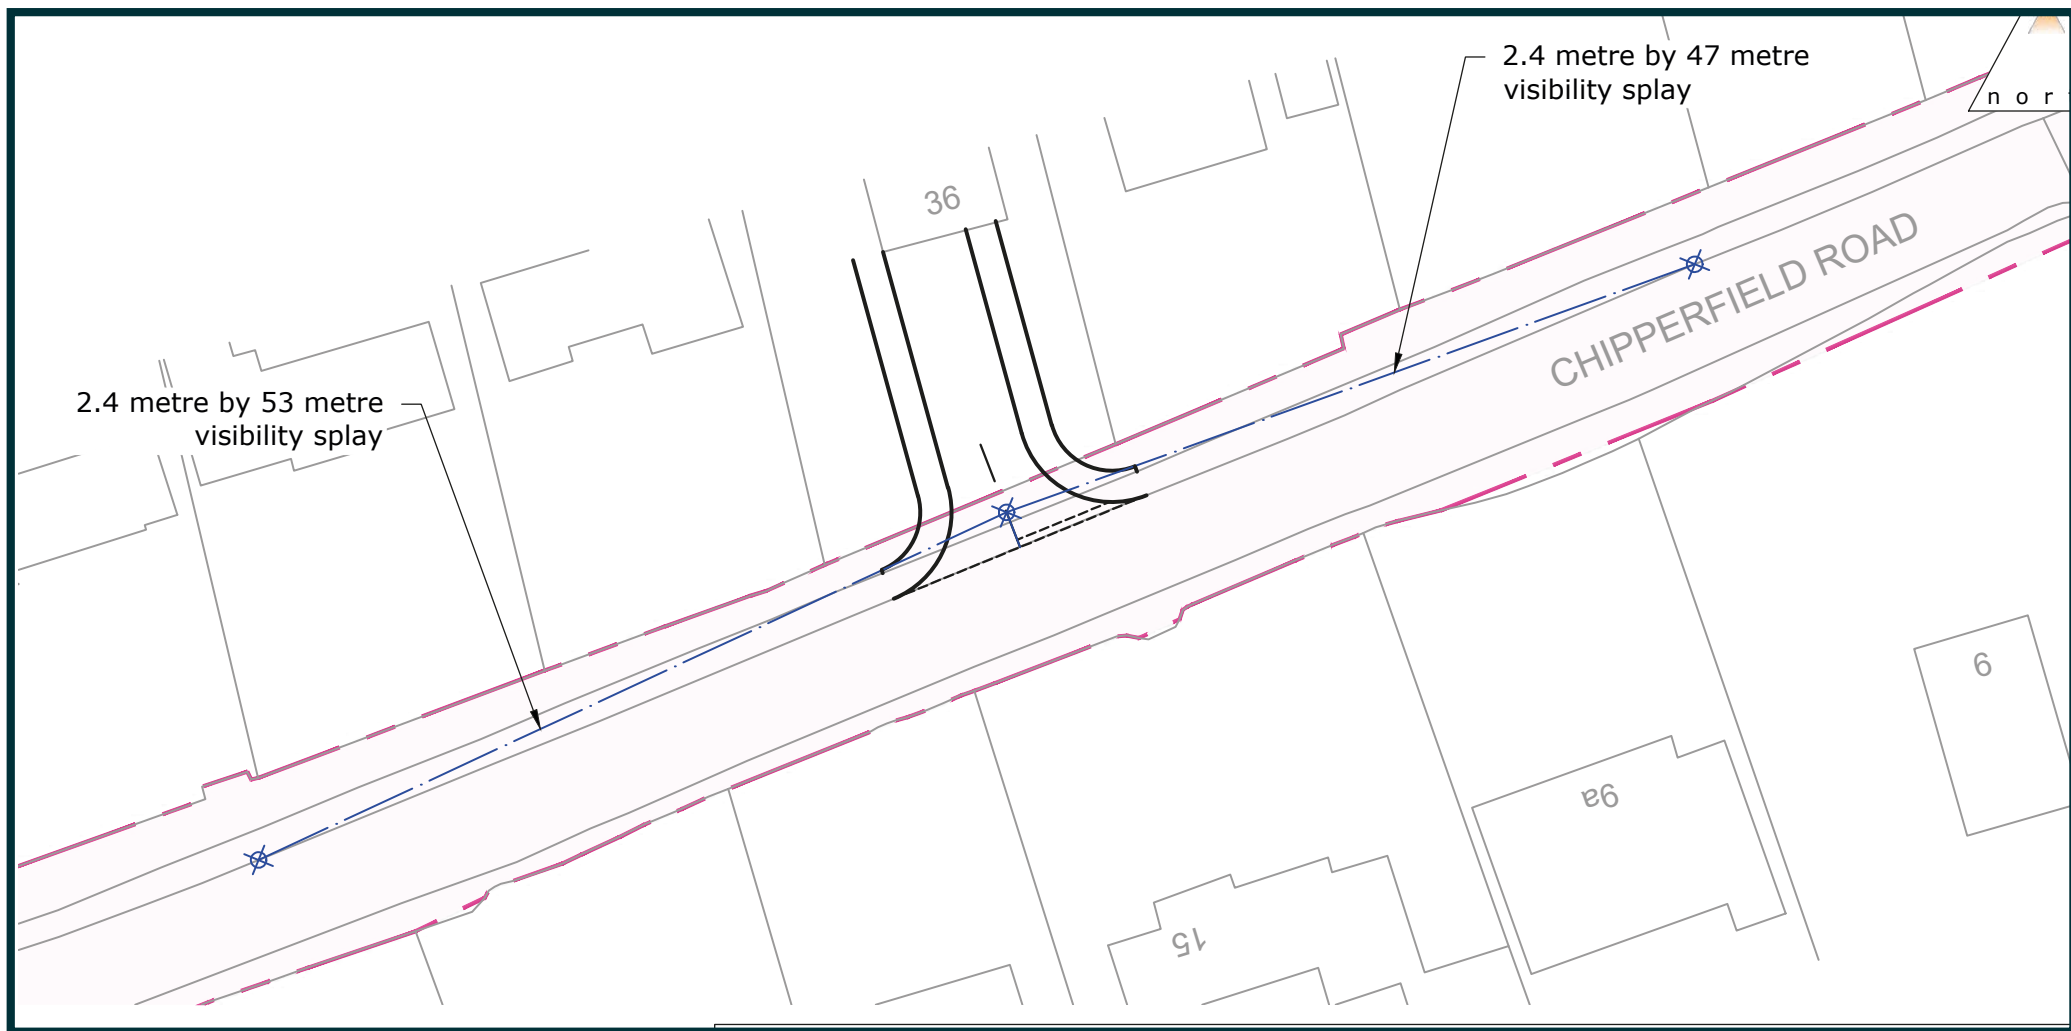 2.4 metre by 47 metre
visibility splay
n o r
36
CHIPPERFIELD ROAD
2.4 metre by 53 metre
visibility splay
9
9a
15